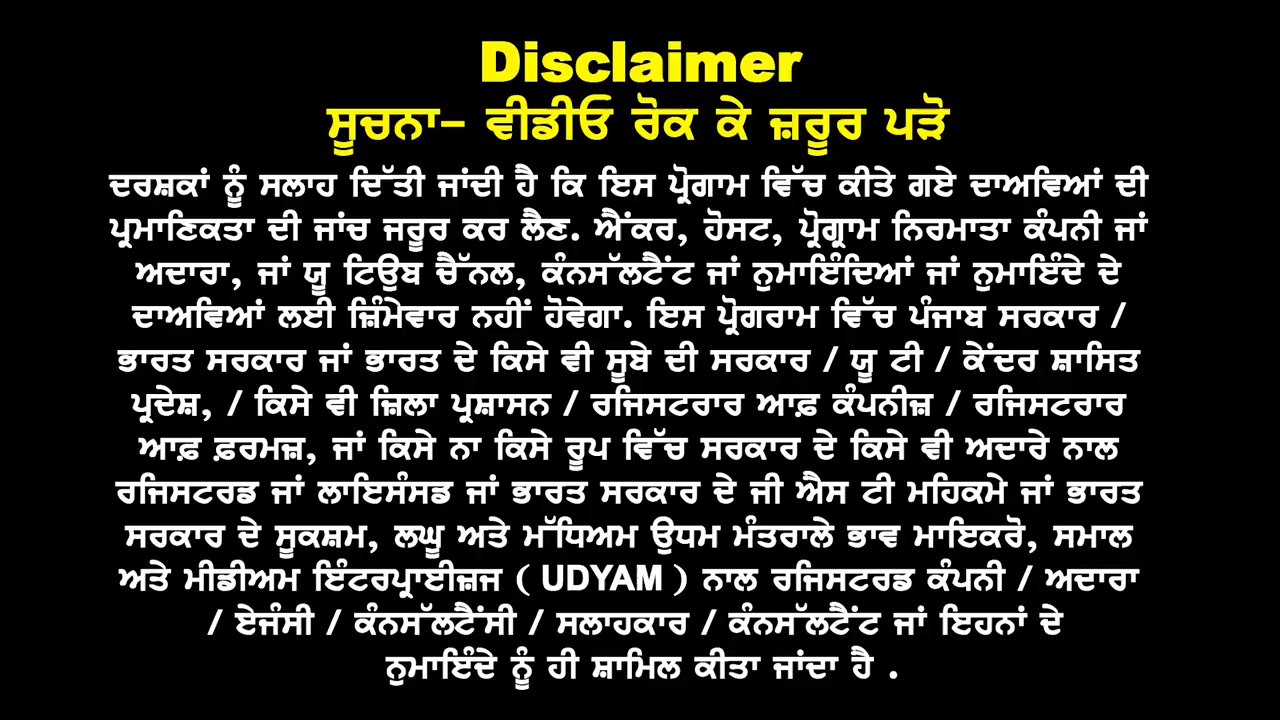 Disclaimer
ਸੂਚਨਾ- ਵੀਡੀਓ ਰੋਕ ਕੇ ਜ਼ਰੂਰ ਪੜੋ
ਦਰਸ਼ਕਾਂ ਨੂੰ ਸਲਾਹ ਦਿੱਤੀ ਜਾਂਦੀ ਹੈ ਕਿ ਇਸ ਪ੍ਰੋਗਾਮ ਵਿੱਚ ਕੀਤੇ ਗਏ ਦਾਅਵਿਆਂ ਦੀ
ਪ੍ਰਮਾਣਿਕਤਾ ਦੀ ਜਾਂਚ ਜਰੂਰ ਕਰ ਲੈਣ. ਐਂਕਰ, ਹੋਸਟ, ਪ੍ਰੋਗ੍ਰਾਮ ਨਿਰਮਾਤਾ ਕੰਪਨੀ ਜਾਂ
ਅਦਾਰਾ, ਜਾਂ ਯੂ ਟਿਉਬ ਚੈੱਨਲ, ਕੰਨਸੱਲਟੈਂਟ ਜਾਂ ਨੁਮਾਇੰਦਿਆਂ ਜਾਂ ਨੁਮਾਇੰਦੇ ਦੇ
ਦਾਅਵਿਆਂ ਲਈ ਜ਼ਿੰਮੇਵਾਰ ਨਹੀਂ ਹੋਵੇਗਾ. ਇਸ ਪ੍ਰੋਗਰਾਮ ਵਿੱਚ ਪੰਜਾਬ ਸਰਕਾਰ /
ਭਾਰਤ ਸਰਕਾਰ ਜਾਂ ਭਾਰਤ ਦੇ ਕਿਸੇ ਵੀ ਸੂਬੇ ਦੀ ਸਰਕਾਰ / ਯੂ ਟੀ / ਕੇਂਦਰ ਸ਼ਾਸਿਤ
ਪ੍ਰਦੇਸ਼, / ਕਿਸੇ ਵੀ ਜ਼ਿਲਾ ਪ੍ਰਸ਼ਾਸਨ / ਰਜਿਸਟਰਾਰ ਆਫ਼ ਕੰਪਨੀਜ਼ / ਰਜਿਸਟਰਾਰ
ਆਫ਼ ਫ਼ਰਮਜ਼, ਜਾਂ ਕਿਸੇ ਨਾ ਕਿਸੇ ਰੂਪ ਵਿੱਚ ਸਰਕਾਰ ਦੇ ਕਿਸੇ ਵੀ ਅਦਾਰੇ ਨਾਲ
ਰਜਿਸਟਰਡ ਜਾਂ ਲਾਇਸੰਸਡ ਜਾਂ ਭਾਰਤ ਸਰਕਾਰ ਦੇ ਜੀ ਐਸ ਟੀ ਮਹਿਕਮੇ ਜਾਂ ਭਾਰਤ
ਸਰਕਾਰ ਦੇ ਸੂਕਸ਼ਮ, ਲਘੂ ਅਤੇ ਮੱਧਿਅਮ ਉਧਮ ਮੰਤਰਾਲੇ ਭਾਵ ਮਾਇਕਰੋ, ਸਮਾਲ
ਅਤੇ ਮੀਡੀਅਮ ਇੰਟਰਪ੍ਰਾਈਜ਼ਜ ( UDYAM ) ਨਾਲ ਰਜਿਸਟਰਡ ਕੰਪਨੀ / ਅਦਾਰਾ
/ ਏਜੰਸੀ / ਕੰਨਸੱਲਟੈਂਸੀ / ਸਲਾਹਕਾਰ / ਕੰਨਸੱਲਟੈਂਟ ਜਾਂ ਇਹਨਾਂ ਦੇ
ਨੁਮਾਇੰਦੇ ਨੂੰ ਹੀ ਸ਼ਾਮਿਲ ਕੀਤਾ ਜਾਂਦਾ ਹੈ .